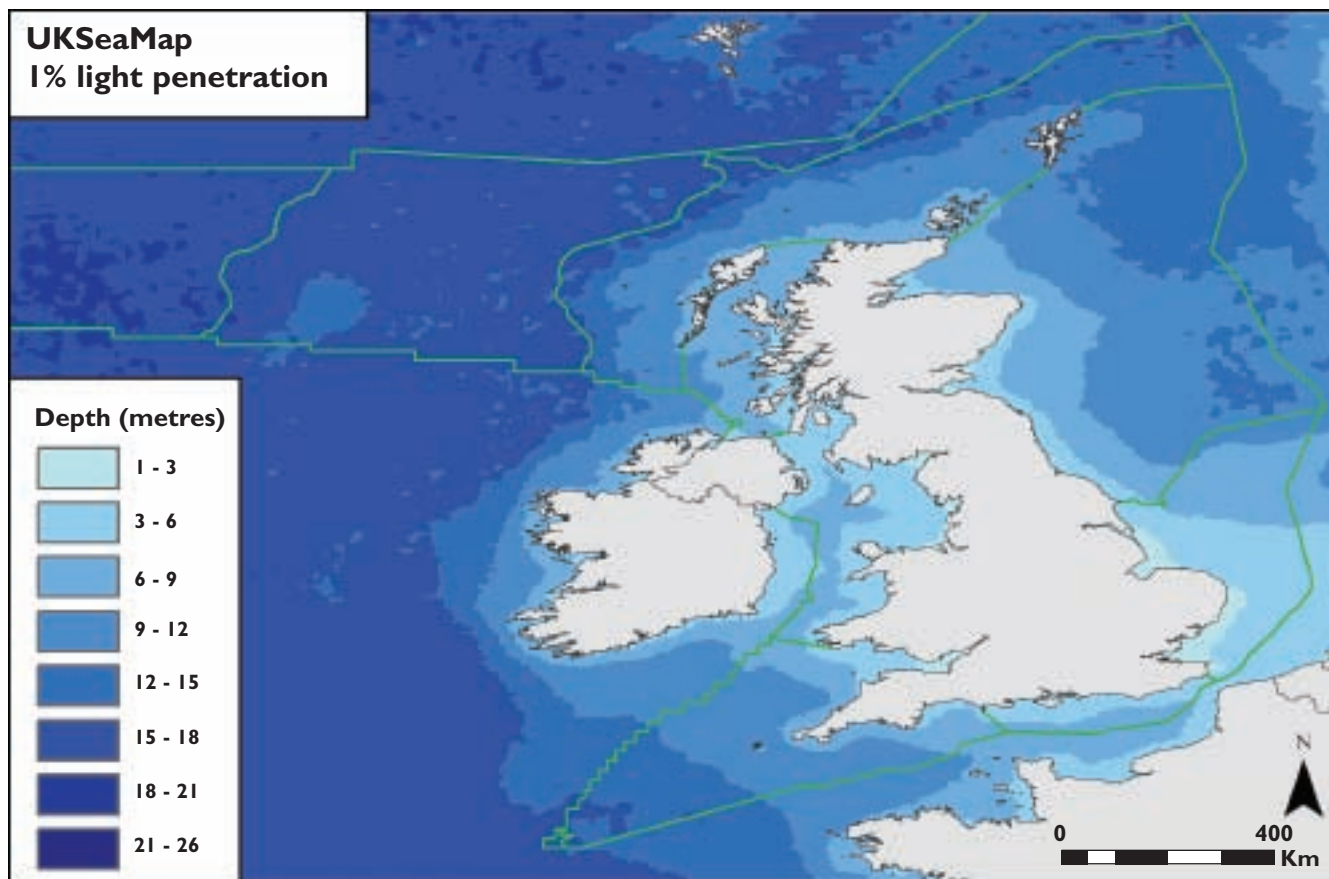 UKSeaMap
1% light penetration
Depth (metres)
1 - 3
3 - 6
6 - 9
9 - 12
12 - 15
15 - 18
18 - 21
21 - 26
N
0 400
Km